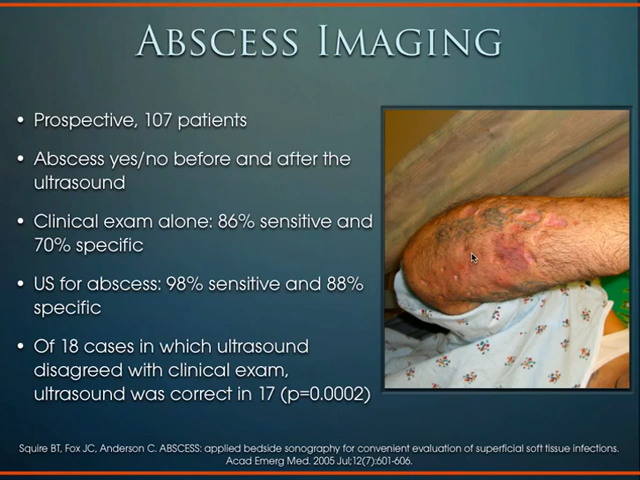 ABSCESS IMAGING
• Prospective, 107 patients
• Abscess yes/no before and after the
ultrasound
• Clinical exam alone: 86% sensitive and
70% specific
• US for abscess: 98% sensitive and 88%
specific
• Of 18 cases in which ultrasound
disagreed with clinical exam,
ultrasound was correct in 17 (p=0.0002)
Squire BT, Fox JC, Anderson C. ABSCESS: applied bedside sonography for convenient evaluation of superficial soft tissue infections.
Acad Emerg Med. 2005 Jul;12(7):601-606.